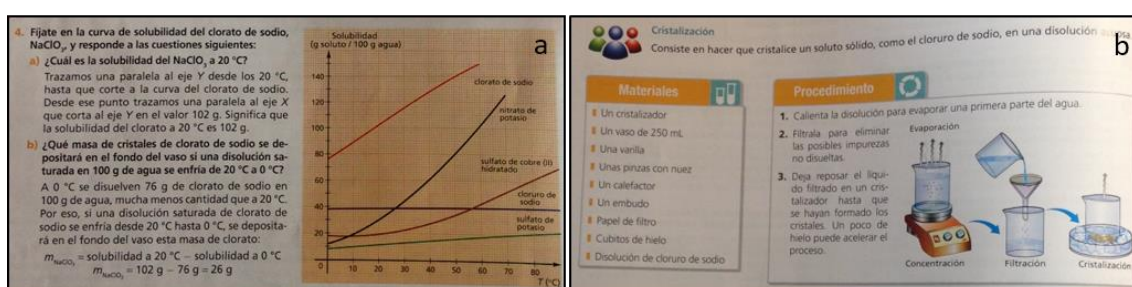 4. Fíjate en la curva de solubilidad del clorato de sodio,
NaClO₃, y responde a las cuestiones siguientes:
a) ¿Cuál es la solubilidad del NaClO₃ a 20 °C?
Trazamos una paralela al eje Y desde los 20 °C,
hasta que corte a la curva del clorato de sodio.
Desde ese punto trazamos una paralela al eje X
que corta al eje Y en el valor 102 g. Significa que
la solubilidad del clorato a 20 °C es 102 g.
b) ¿Qué masa de cristales de clorato de sodio se de-
positará en el fondo del vaso si una disolución sa-
turada en 100 g de agua se enfría de 20 °C a 0 °C?
A 0 °C se disuelven 76 g de clorato de sodio en
100 g de agua, mucha menos cantidad que a 20 °C.
Por eso, si una disolución saturada de clorato de
sodio se enfría desde 20 °C hasta 0 °C, se deposita-
rá en el fondo del vaso esta masa de clorato:
m NaClO₃ = solubilidad a 20 °C − solubilidad a 0 °C
m NaClO₃ = 102 g − 76 g = 26 g
Solubilidad
(g soluto / 100 g agua)
a
140
clorato de sodio
120
nitrato de
potasio
100
80
sulfato de cobre (II)
hidratado
60
cloruro de
sodio
40
sulfato de
potasio
20
0 10 20 30 40 50 60 70 80
T (°C)
Cristalización
Consiste en hacer que cristalice un soluto sólido, como el cloruro de sodio, en una disolución
b
Materiales
Un cristalizador
Un vaso de 250 mL
Una varilla
Unas pinzas con nuez
Un calefactor
Un embudo
Papel de filtro
Cubitos de hielo
Disolución de cloruro de sodio
Procedimiento
1. Calienta la disolución para evaporar una primera parte del agua.
2. Fíltrala para eliminar
las posibles impurezas
no disueltas.
3. Deja reposar el líqui-
do filtrado en un cris-
talizador hasta que
se hayan formado los
cristales. Un poco de
hielo puede acelerar el
proceso.
Evaporación
Concentración
Filtración
Cristalización